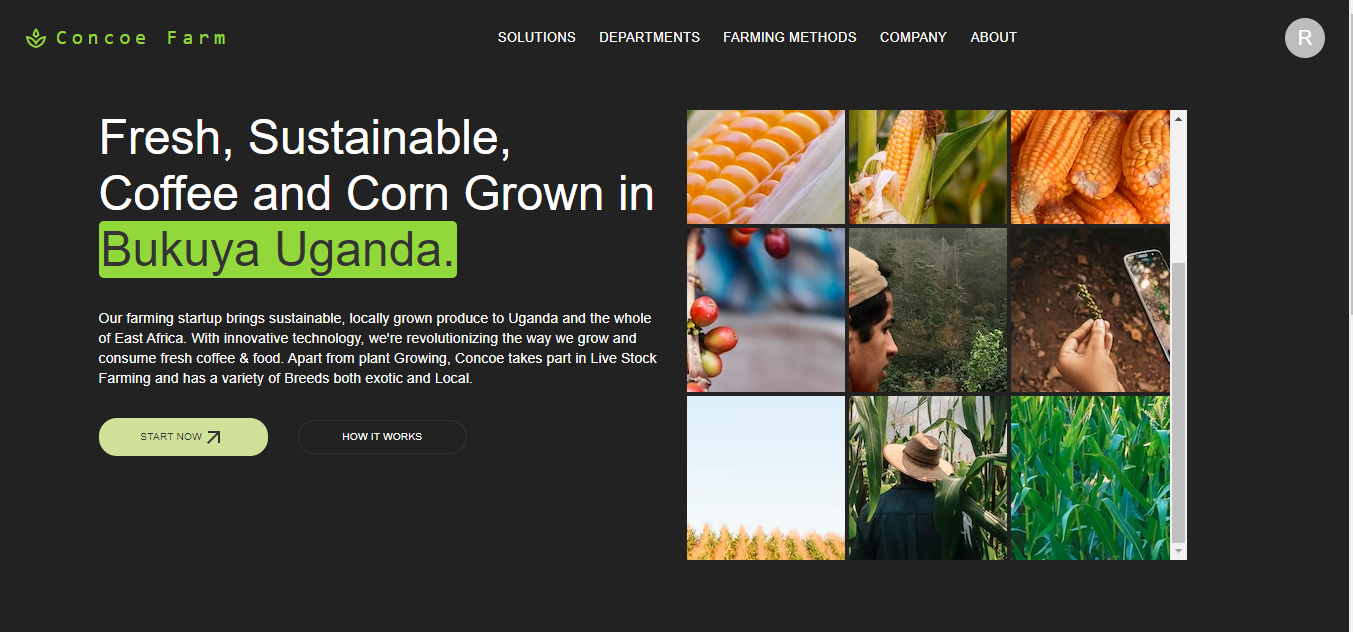 Concoe Farm
SOLUTIONS DEPARTMENTS FARMING METHODS COMPANY ABOUT
R
Fresh, Sustainable,
Coffee and Corn Grown in
Bukuya Uganda.
Our farming startup brings sustainable, locally grown produce to Uganda and the whole
of East Africa. With innovative technology, we're revolutionizing the way we grow and
consume fresh coffee & food. Apart from plant Growing, Concoe takes part in Live Stock
Farming and has a variety of Breeds both exotic and Local.
START NOW
HOW IT WORKS